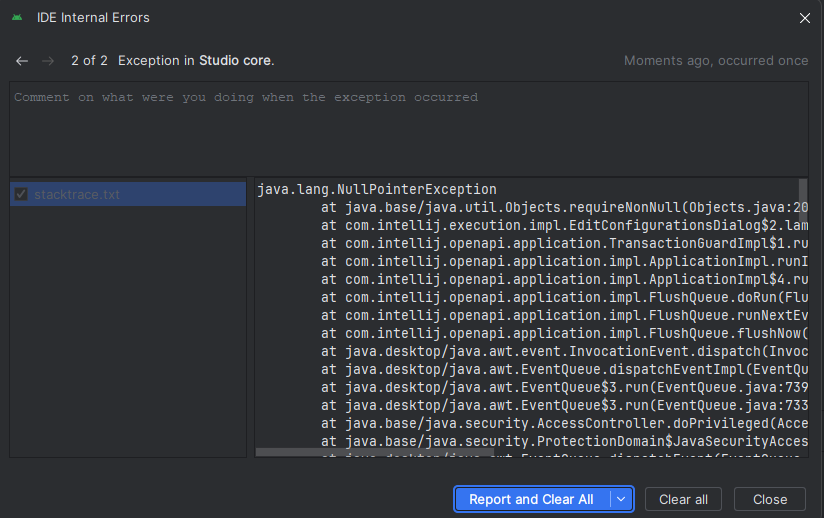 IDE Internal Errors
2 of 2 Exception in Studio core. Moments ago, occurred once
Comment on what were you doing when the exception occurred
stacktrace.txt
java.lang.NullPointerException
at java.base/java.util.Objects.requireNonNull(Objects.java:20
at com.intellij.execution.impl.EditConfigurationsDialog$2.lam
at com.intellij.openapi.application.TransactionGuardImpl$1.ru
at com.intellij.openapi.application.impl.ApplicationImpl.runI
at com.intellij.openapi.application.impl.ApplicationImpl$4.ru
at com.intellij.openapi.application.impl.FlushQueue.doRun(Flu
at com.intellij.openapi.application.impl.FlushQueue.runNextEv
at com.intellij.openapi.application.impl.FlushQueue.flushNow(
at java.desktop/java.awt.event.InvocationEvent.dispatch(Invoc
at java.desktop/java.awt.EventQueue.dispatchEventImpl(EventQu
at java.desktop/java.awt.EventQueue$3.run(EventQueue.java:739
at java.desktop/java.awt.EventQueue$3.run(EventQueue.java:733
at java.base/java.security.AccessController.doPrivileged(Acce
at java.base/java.security.ProtectionDomain$JavaSecurityAcces
at java.desktop/java.awt.EventQueue.dispatchEvent(EventQueue.
Report and Clear All
Clear all
Close